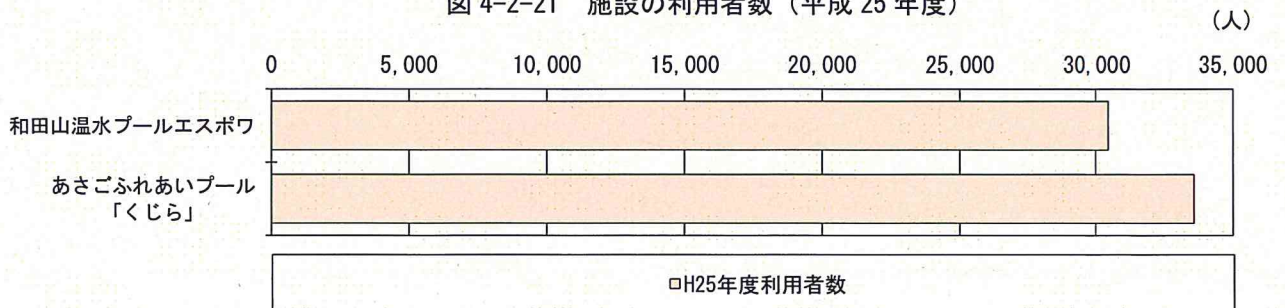 図 4-2-21 施設の利用者数（平成 25 年度）
（人）
0 5,000 10,000 15,000 20,000 25,000 30,000 35,000
和田山温水プールエスポワ
あさごふれあいプール
「くじら」
□H25年度利用者数